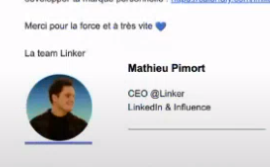 développer ta marque personnelle :
Merci pour la force et à très vite 💙
La team Linker
Mathieu Pimort
CEO @Linker
LinkedIn & Influence